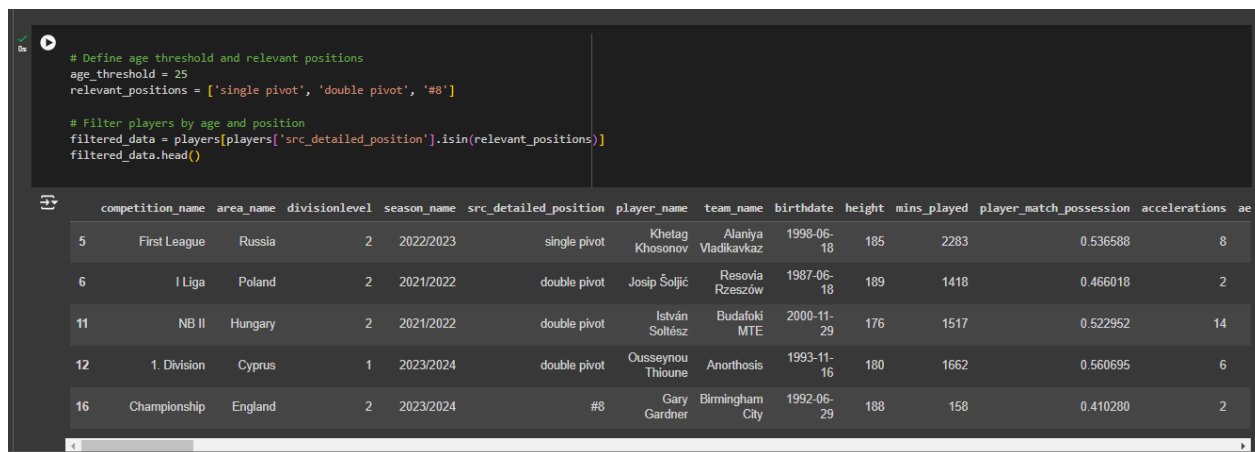 0s
# Define age threshold and relevant positions
age_threshold = 25
relevant_positions = ['single pivot', 'double pivot', '#8']
# Filter players by age and position
filtered_data = players[players['src_detailed_position'].isin(relevant_positions)]
filtered_data.head()
competition_name area_name divisionlevel season_name src_detailed_position player_name team_name birthdate height mins_played player_match_possession accelerations ae
5 First League Russia 2 2022/2023 single pivot Khetag Khosonov Alaniya Vladikavkaz 1998-06-18 185 2283 0.536588 8
6 I Liga Poland 2 2021/2022 double pivot Josip Šoljić Resovia Rzeszów 1987-06-18 189 1418 0.466018 2
11 NB II Hungary 2 2021/2022 double pivot István Soltész Budafoki MTE 2000-11-29 176 1517 0.522952 14
12 1. Division Cyprus 1 2023/2024 double pivot Ousseynou Thioune Anorthosis 1993-11-16 180 1662 0.560695 6
16 Championship England 2 2023/2024 #8 Gary Gardner Birmingham City 1992-06-29 188 158 0.410280 2